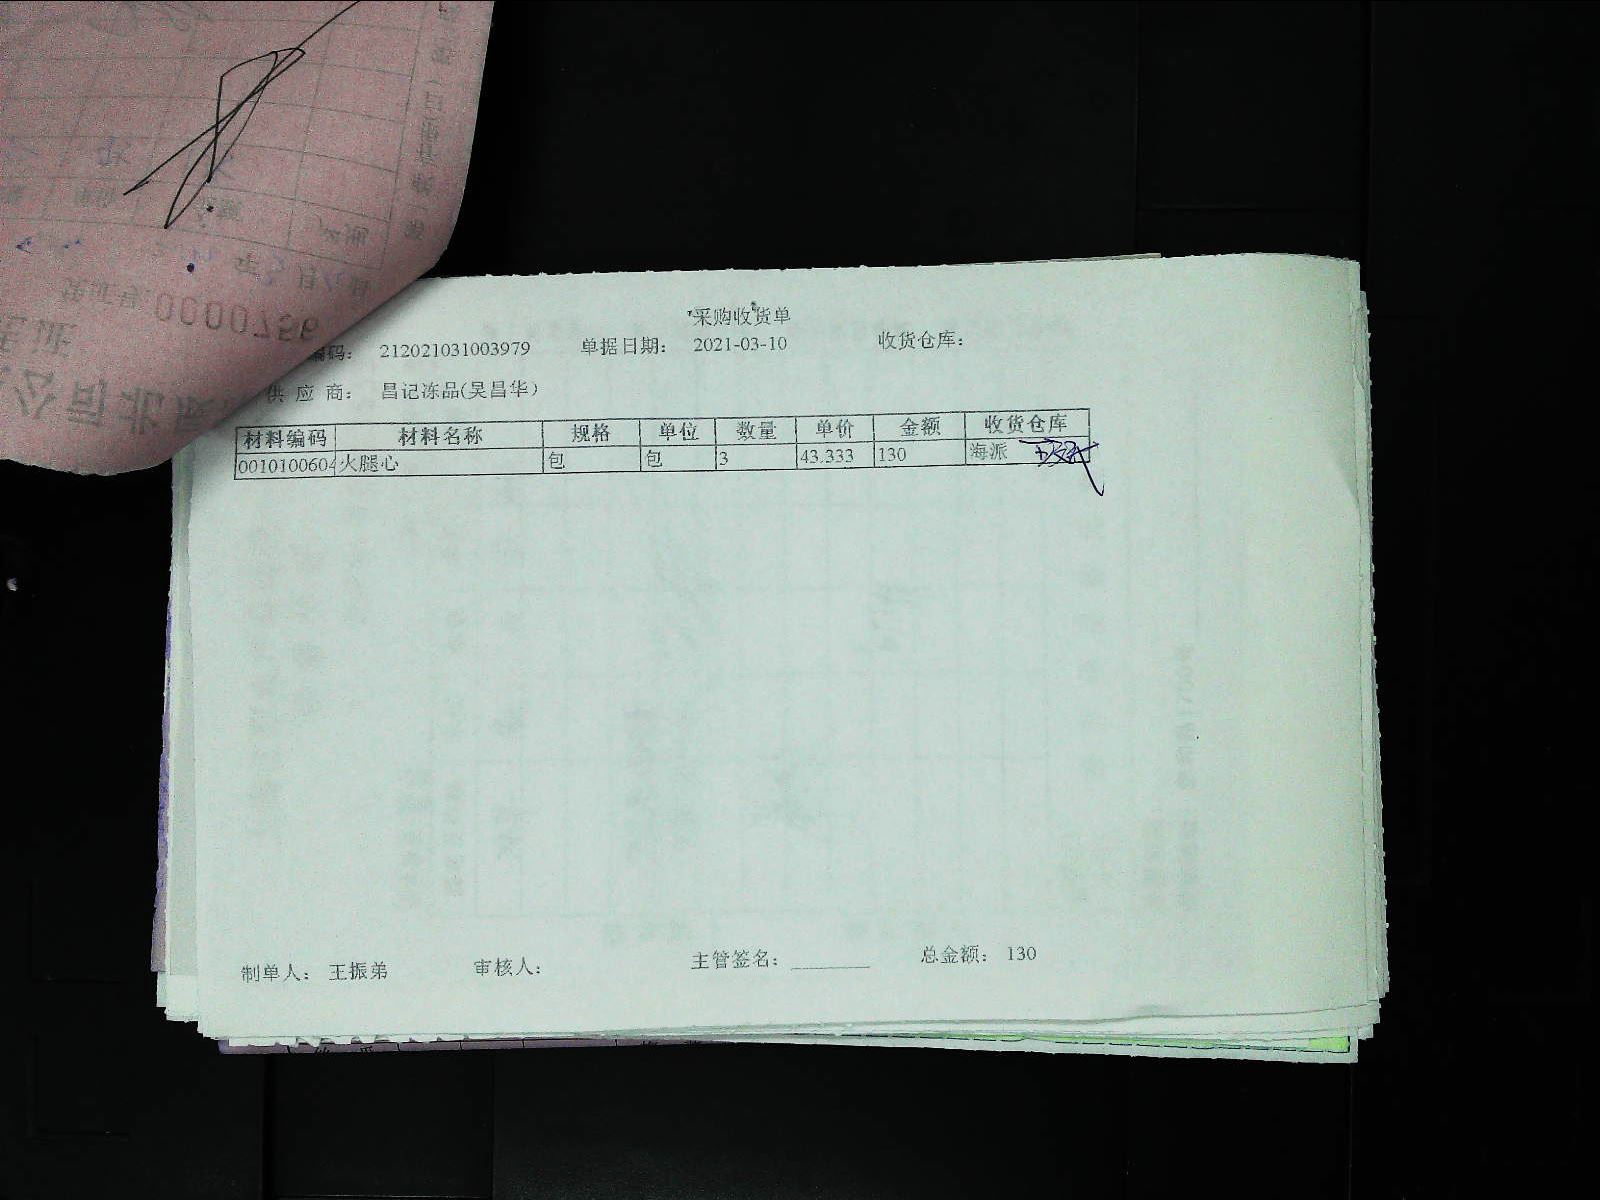 采购收货单
编码： 212021031003979 单据日期： 2021-03-10 收货仓库：
供 应 商： 昌记冻品(吴昌华)
材料编码 材料名称 规格 单位 数量 单价 金额 收货仓库
0010100604 火腿心 包 包 3 43.333 130 海派
制单人： 王振弟 审核人： 主管签名：________ 总金额： 130
0000756